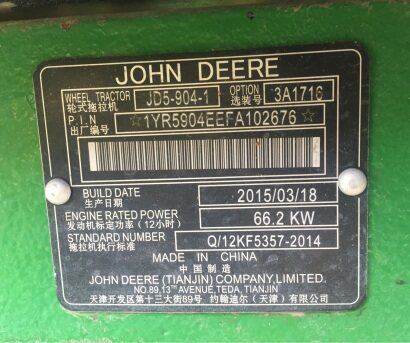 JOHN DEERE
WHEEL TRACTOR JD5-904-1 OPTION 3A1716
轮式拖拉机 选装号
P.I.N ☆1YR5904EEFA102676☆
出厂编号
BUILD DATE 2015/03/18
生产日期
ENGINE RATED POWER 66.2 KW
发动机标定功率 (12小时)
STANDARD NUMBER Q/12KF5357-2014
拖拉机执行标准
MADE IN CHINA
中国制造
JOHN DEERE (TIANJIN) COMPANY,LIMITED.
NO.89,13TH AVENUE,TEDA,TIANJIN
天津开发区第十三大街89号 约翰迪尔(天津)有限公司